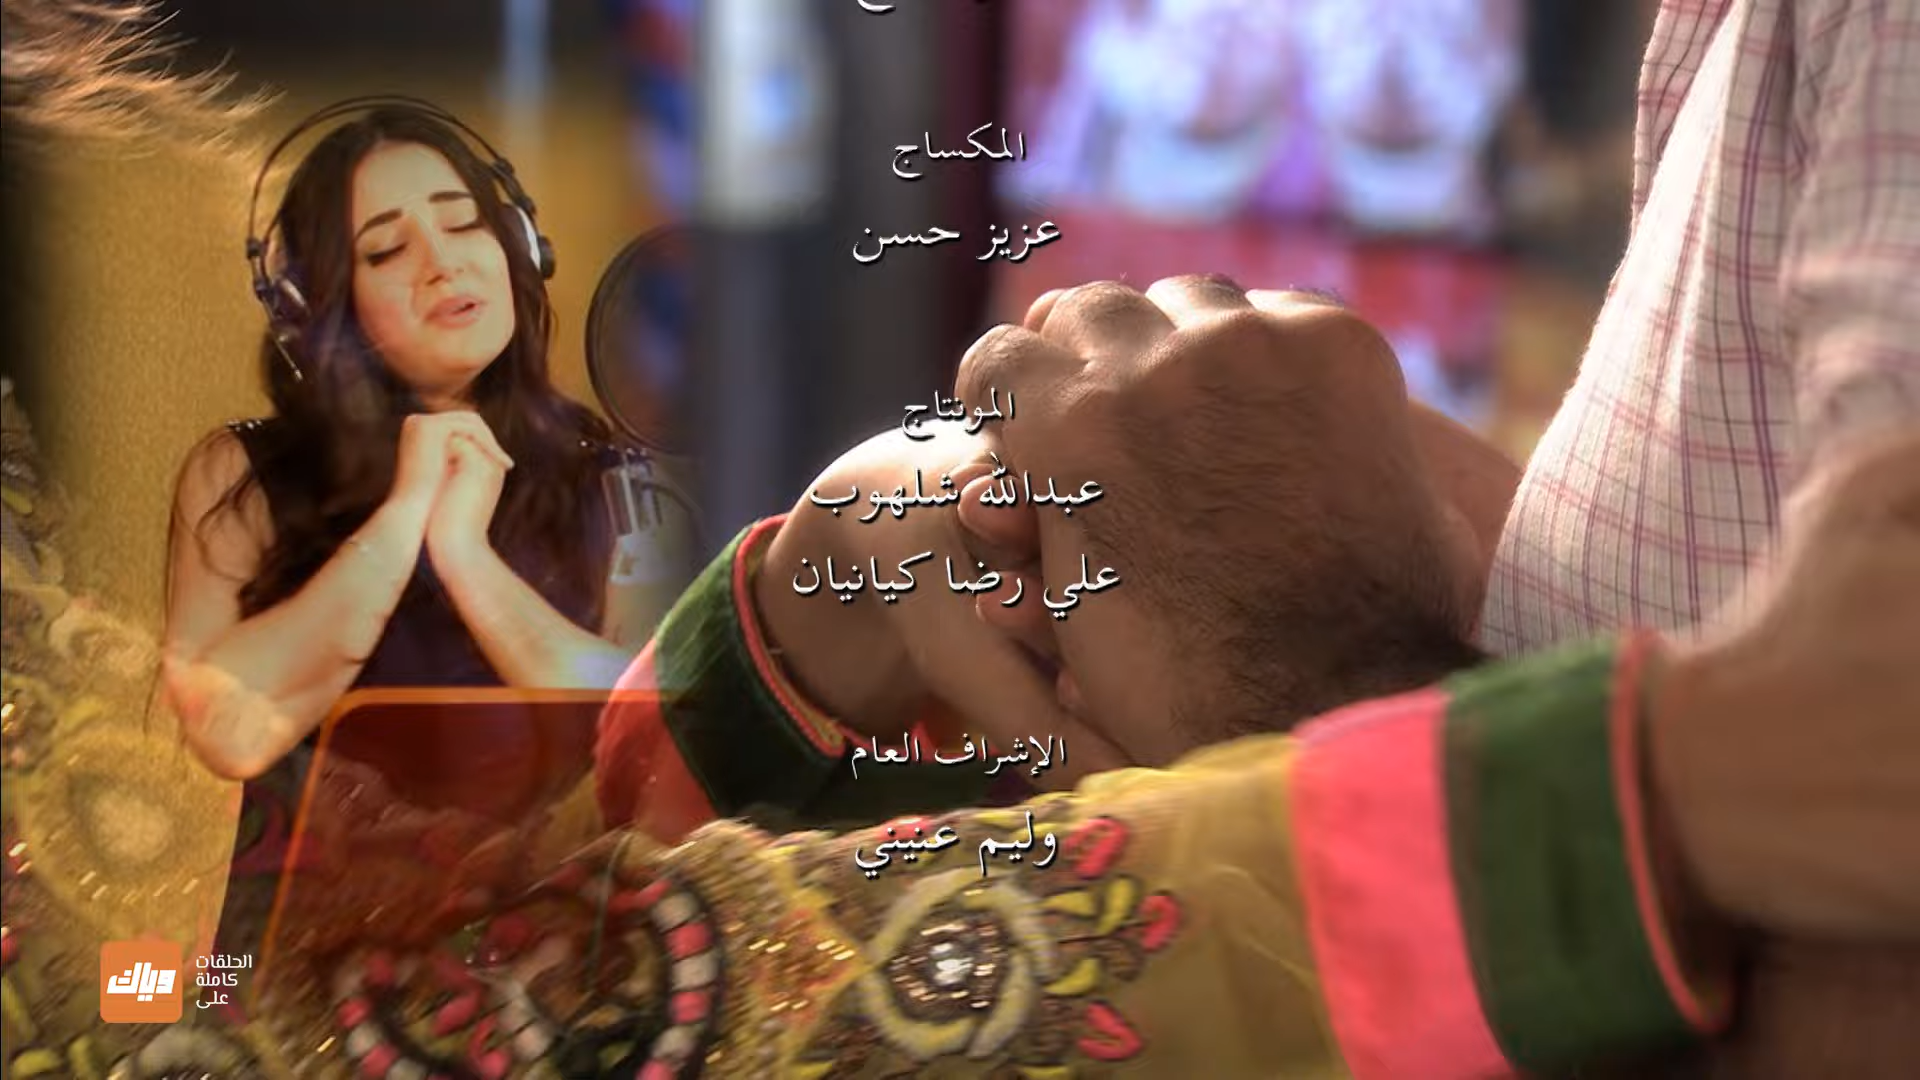 المكساج
عزيز حسن
المونتاج
عبدالله شلهوب
علي رضا كيانيان
الإشراف العام
وليم عنيني
وياك
الحلقات
كاملة
على